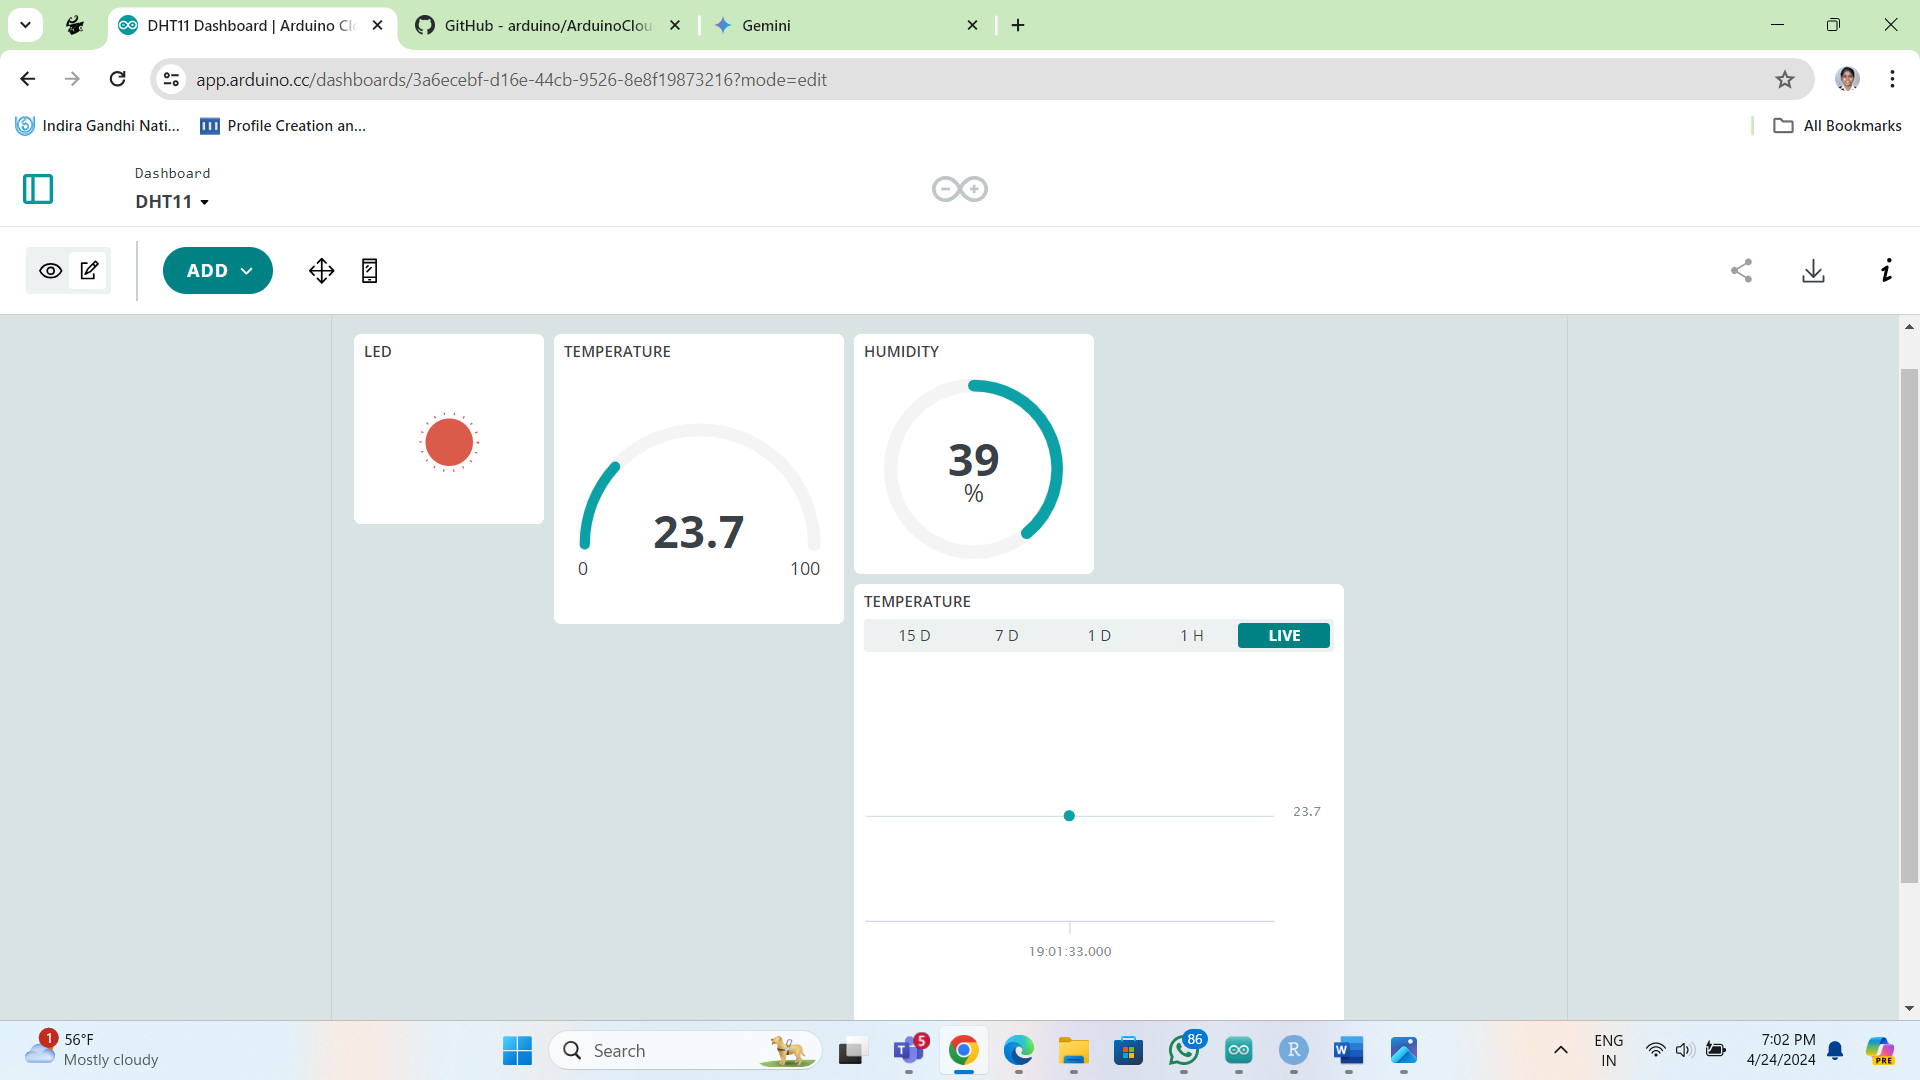 DHT11 Dashboard | Arduino Clo
GitHub - arduino/ArduinoClou
Gemini
app.arduino.cc/dashboards/3a6ecebf-d16e-44cb-9526-8e8f19873216?mode=edit
Indira Gandhi Nati...
Profile Creation an...
All Bookmarks
Dashboard
DHT11
ADD
LED
TEMPERATURE
23.7
0
100
HUMIDITY
39
%
TEMPERATURE
15 D
7 D
1 D
1 H
LIVE
23.7
19:01:33.000
1
56°F
Mostly cloudy
Search
5
86
R
W
ENG
IN
7:02 PM
4/24/2024
PRE